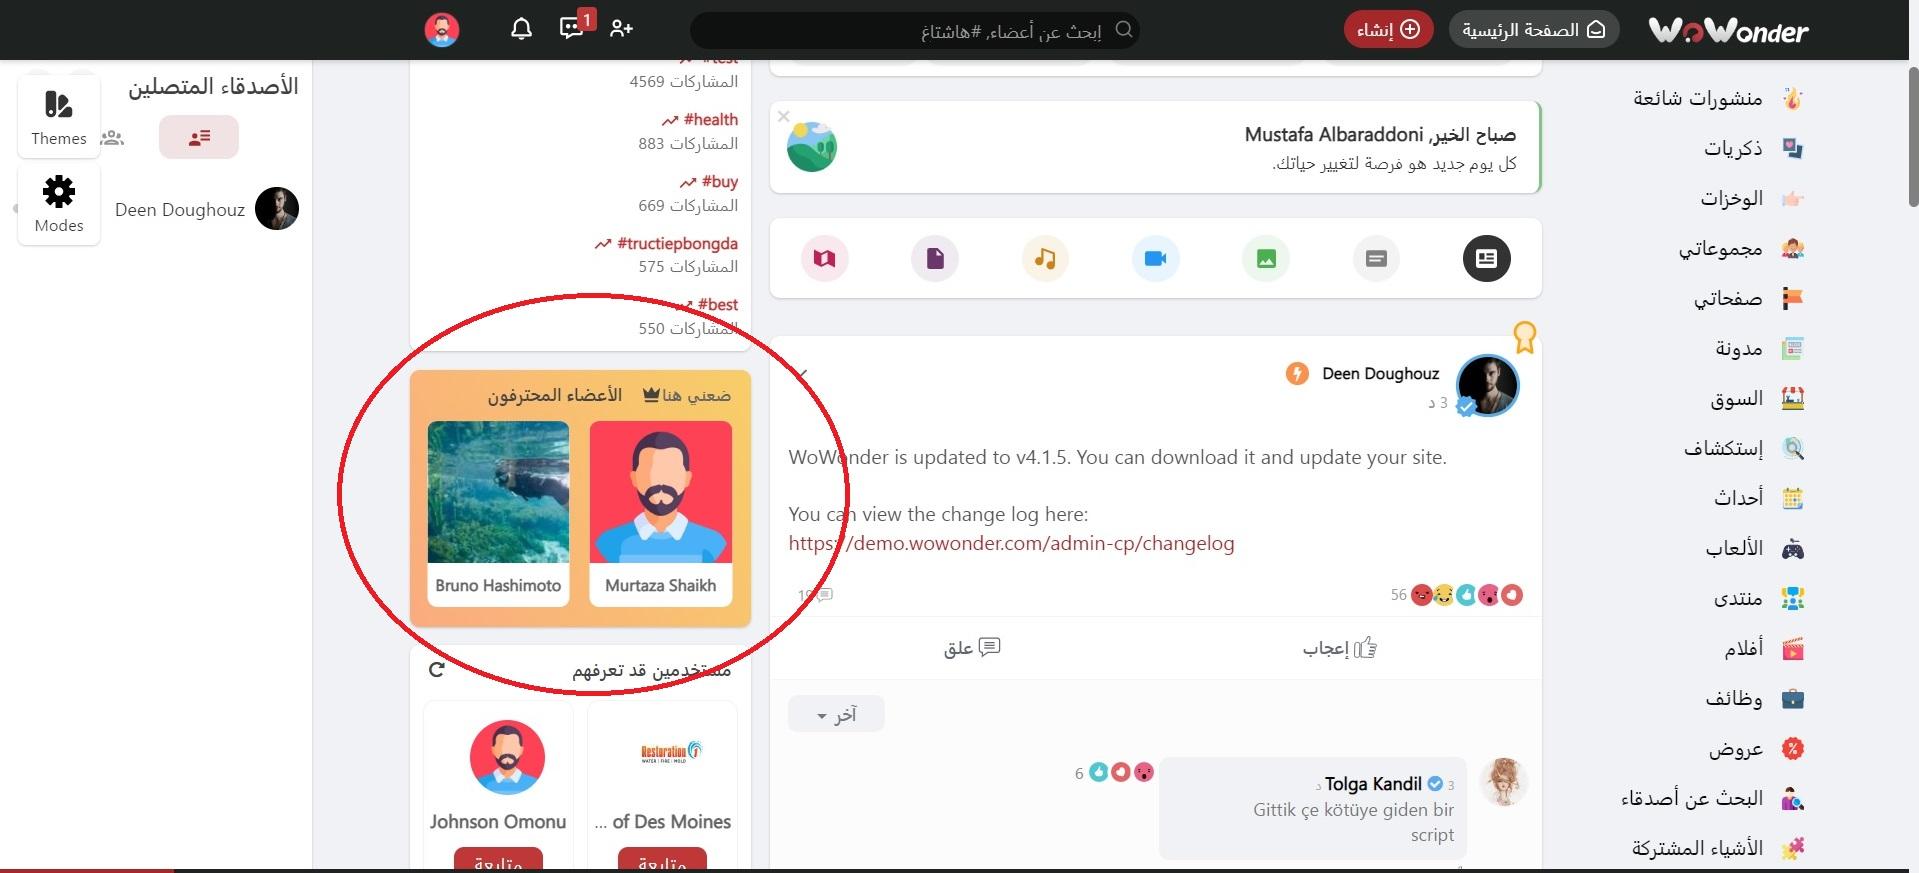 WoWonder
الصفحة الرئيسية
إنشاء
إبحث عن أعضاء, #هاشتاغ
1
منشورات شائعة
ذكريات
الوخزات
مجموعاتي
صفحاتي
مدونة
السوق
إستكشاف
أحداث
الألعاب
منتدى
أفلام
وظائف
عروض
البحث عن أصدقاء
الأشياء المشتركة
صباح الخير, Mustafa Albaraddoni
كل يوم جديد هو فرصة لتغيير حياتك.
Deen Doughouz
3 د
WoWonder is updated to v4.1.5. You can download it and update your site.
You can view the change log here:
https://demo.wowonder.com/admin-cp/changelog
56
19
إعجاب
علق
آخر
Tolga Kandil
3 د
Gittik çe kötüye giden bir
script
6
#test
4569 المشاركات
#health
883 المشاركات
#buy
669 المشاركات
#tructiepbongda
575 المشاركات
#best
550 المشاركات
الأعضاء المحترفون
ضعني هنا
Murtaza Shaikh
Bruno Hashimoto
مستخدمين قد تعرفهم
Restoration 1
WATER | FIRE | MOLD
... of Des Moines
Johnson Omonu
متابعة
متابعة
الأصدقاء المتصلين
Deen Doughouz
Themes
Modes